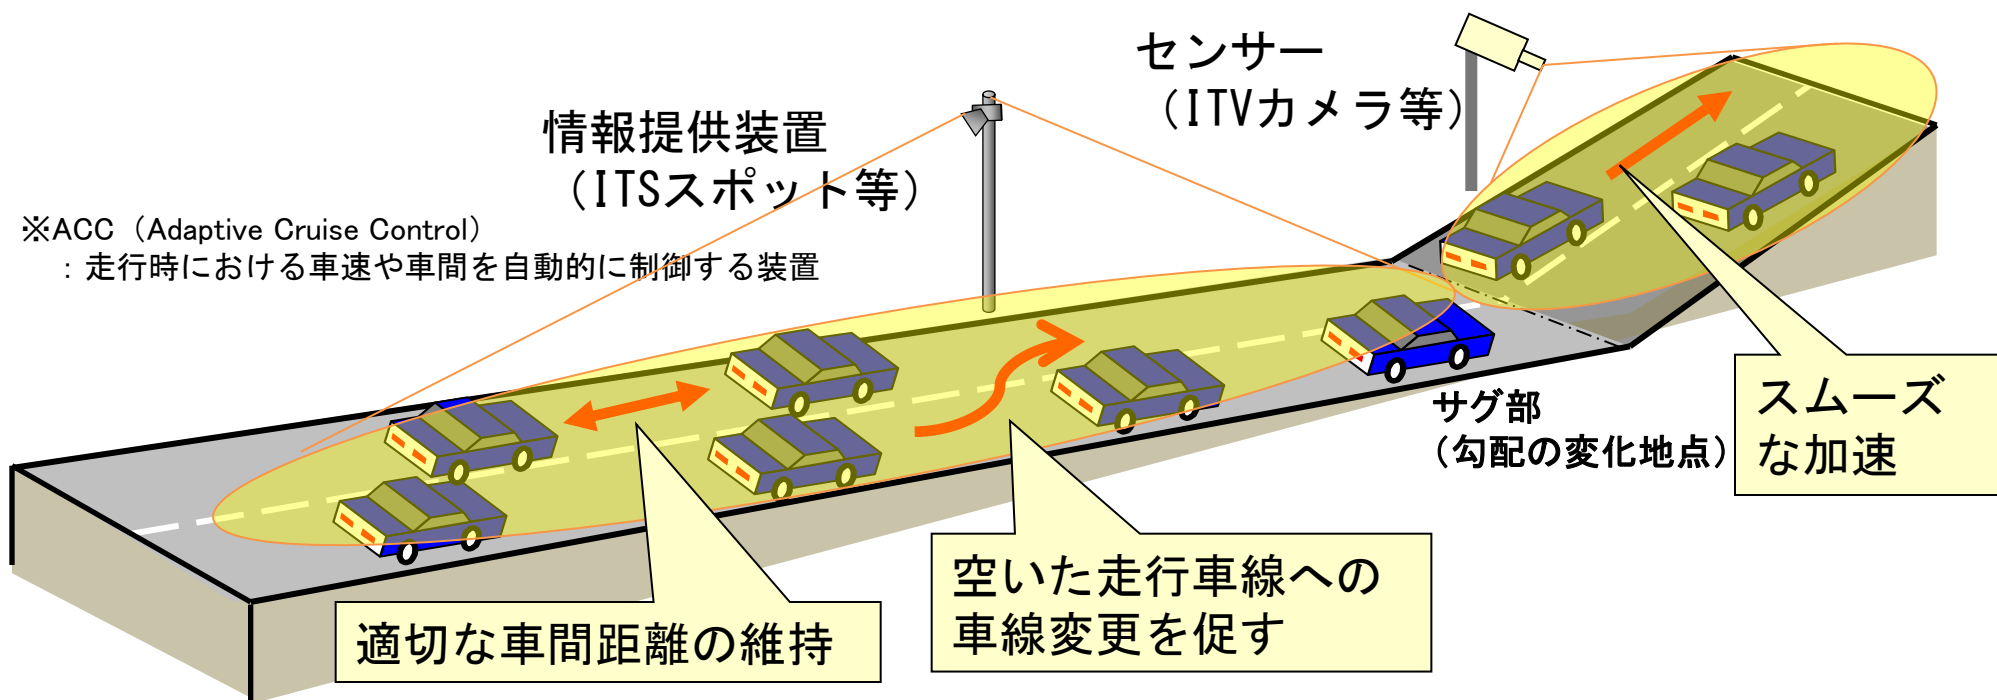 センサー
（ITVカメラ等）
情報提供装置
（ITSスポット等）
※ACC（Adaptive Cruise Control）
：走行時における車速や車間を自動的に制御する装置
サグ部
（勾配の変化地点）
スムーズ
な加速
空いた走行車線への
車線変更を促す
適切な車間距離の維持